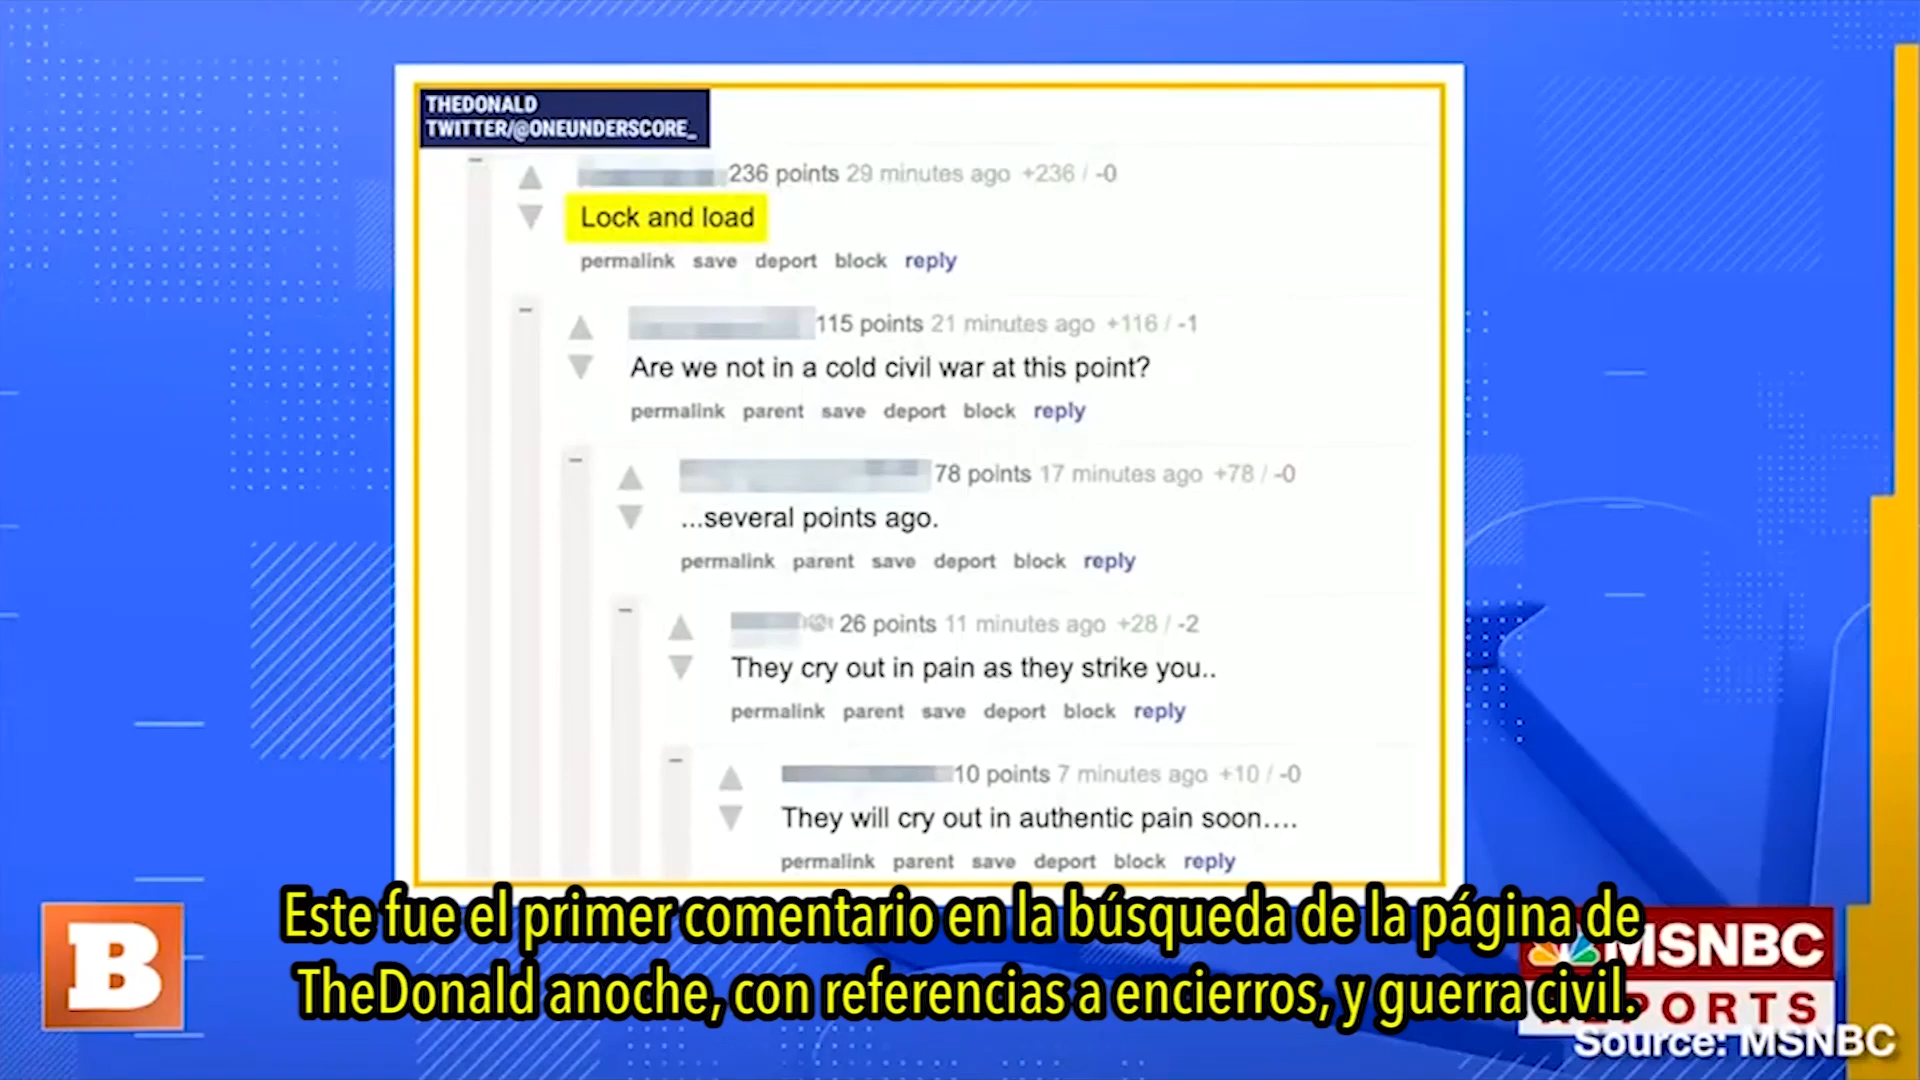 THEDONALD
TWITTER/@ONEUNDERSCORE_
236 points 29 minutes ago +236 / -0
Lock and load
permalink save deport block reply
115 points 21 minutes ago +116 / -1
Are we not in a cold civil war at this point?
permalink parent save deport block reply
78 points 17 minutes ago +78 / -0
...several points ago.
permalink parent save deport block reply
26 points 11 minutes ago +28 / -2
They cry out in pain as they strike you..
permalink parent save deport block reply
10 points 7 minutes ago +10 / -0
They will cry out in authentic pain soon....
permalink parent save deport block reply
Este fue el primer comentario en la búsqueda de la página de
TheDonald anoche, con referencias a encierros, y guerra civil.
B
MSNBC
REPORTS
Source: MSNBC